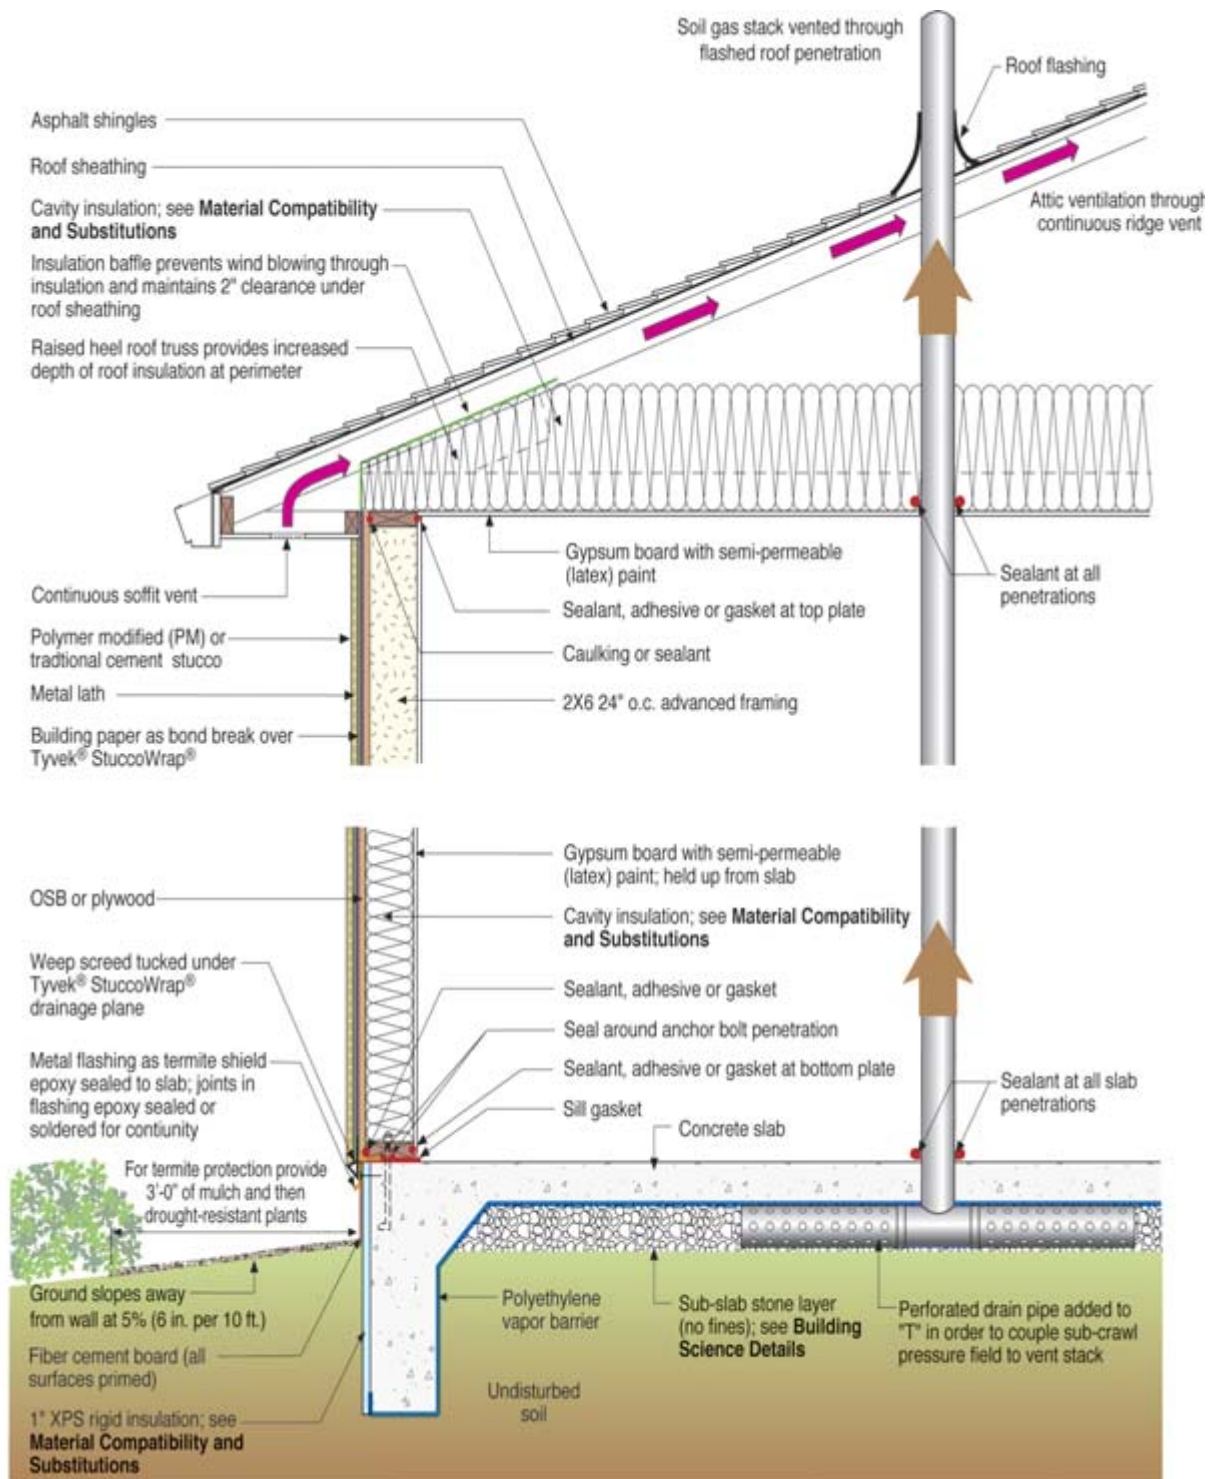 Soil gas stack vented through
flashed roof penetration
Roof flashing
Asphalt shingles
Roof sheathing
Cavity insulation; see Material Compatibility
and Substitutions
Insulation baffle prevents wind blowing through
insulation and maintains 2" clearance under
roof sheathing
Raised heel roof truss provides increased
depth of roof insulation at perimeter
Attic ventilation through
continuous ridge vent
Continuous soffit vent
Polymer modified (PM) or
tradtional cement stucco
Metal lath
Building paper as bond break over
Tyvek® StuccoWrap®
Gypsum board with semi-permeable
(latex) paint
Sealant, adhesive or gasket at top plate
Caulking or sealant
2X6 24" o.c. advanced framing
Sealant at all
penetrations
OSB or plywood
Weep screed tucked under
Tyvek® StuccoWrap®
drainage plane
Metal flashing as termite shield
epoxy sealed to slab; joints in
flashing epoxy sealed or
soldered for contiunity
For termite protection provide
3'-0" of mulch and then
drought-resistant plants
Ground slopes away
from wall at 5% (6 in. per 10 ft.)
Fiber cement board (all
surfaces primed)
1" XPS rigid insulation; see
Material Compatibility and
Substitutions
Gypsum board with semi-permeable
(latex) paint; held up from slab
Cavity insulation; see Material Compatibility
and Substitutions
Sealant, adhesive or gasket
Seal around anchor bolt penetration
Sealant, adhesive or gasket at bottom plate
Sill gasket
Concrete slab
Sealant at all slab
penetrations
Polyethylene
vapor barrier
Undisturbed
soil
Sub-slab stone layer
(no fines); see Building
Science Details
Perforated drain pipe added to
"T" in order to couple sub-crawl
pressure field to vent stack